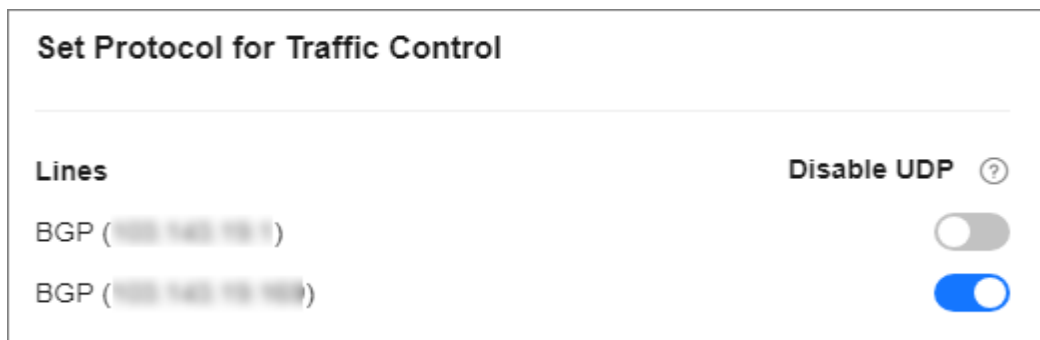 Set Protocol for Traffic Control
Lines
Disable UDP ?
BGP (
)
BGP (
)